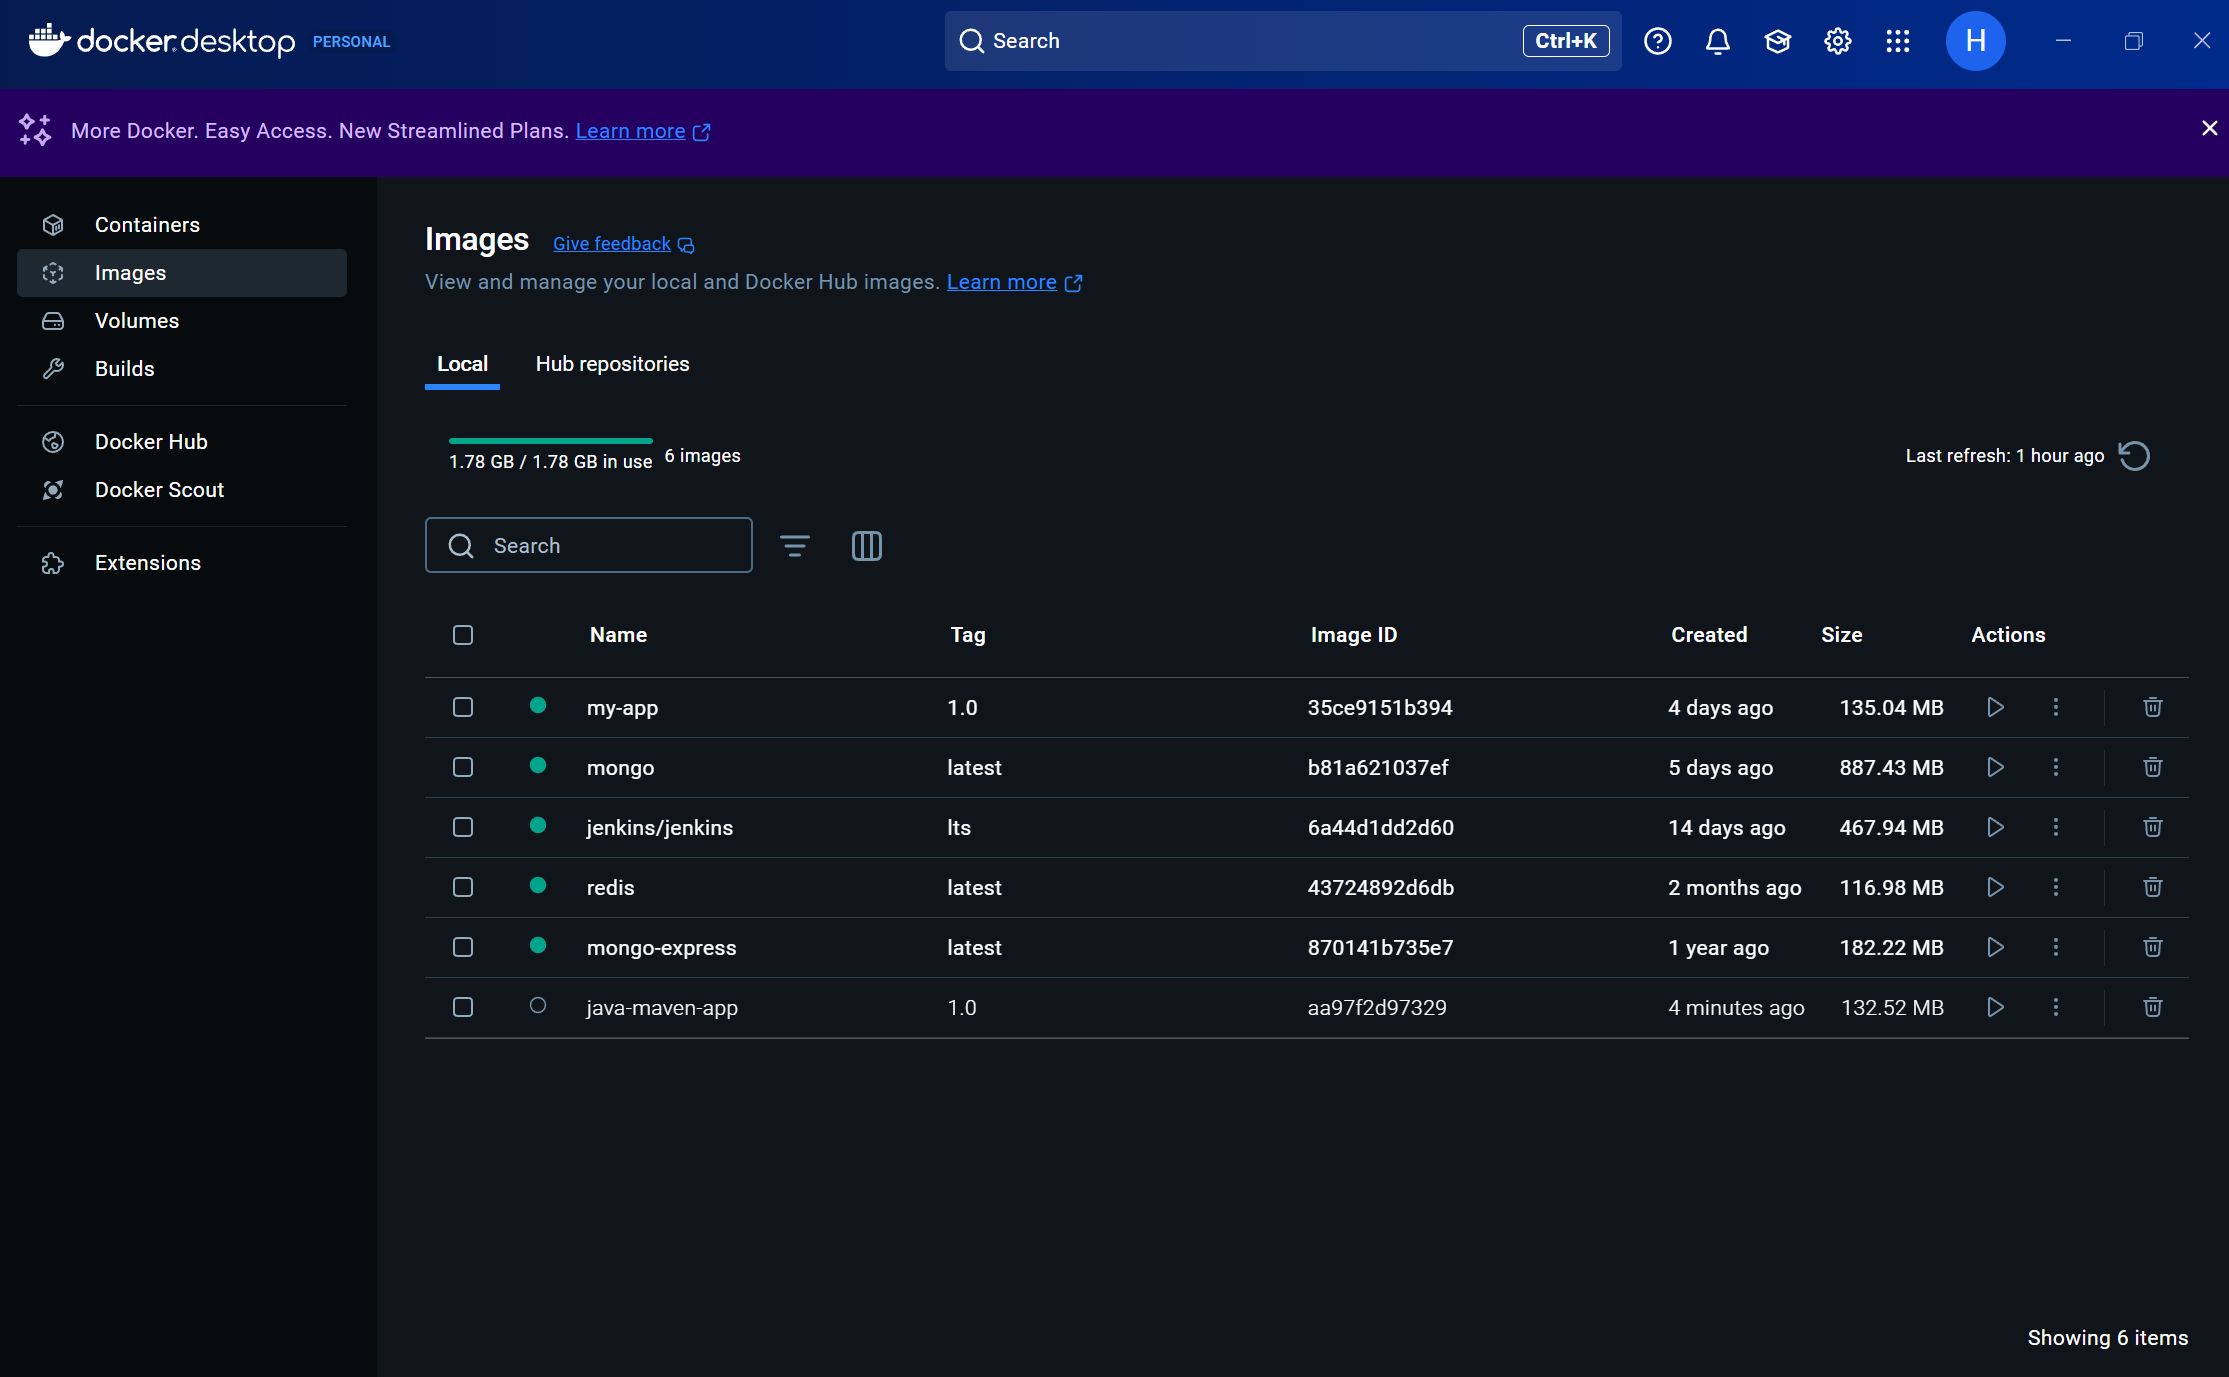 docker.desktop PERSONAL
Search Ctrl+K
H
More Docker. Easy Access. New Streamlined Plans. Learn more
Containers
Images
Volumes
Builds
Docker Hub
Docker Scout
Extensions
Images Give feedback
View and manage your local and Docker Hub images. Learn more
Local Hub repositories
1.78 GB / 1.78 GB in use 6 images
Last refresh: 1 hour ago
Search
Name Tag Image ID Created Size Actions
my-app 1.0 35ce9151b394 4 days ago 135.04 MB
mongo latest b81a621037ef 5 days ago 887.43 MB
jenkins/jenkins lts 6a44d1dd2d60 14 days ago 467.94 MB
redis latest 43724892d6db 2 months ago 116.98 MB
mongo-express latest 870141b735e7 1 year ago 182.22 MB
java-maven-app 1.0 aa97f2d97329 4 minutes ago 132.52 MB
Showing 6 items